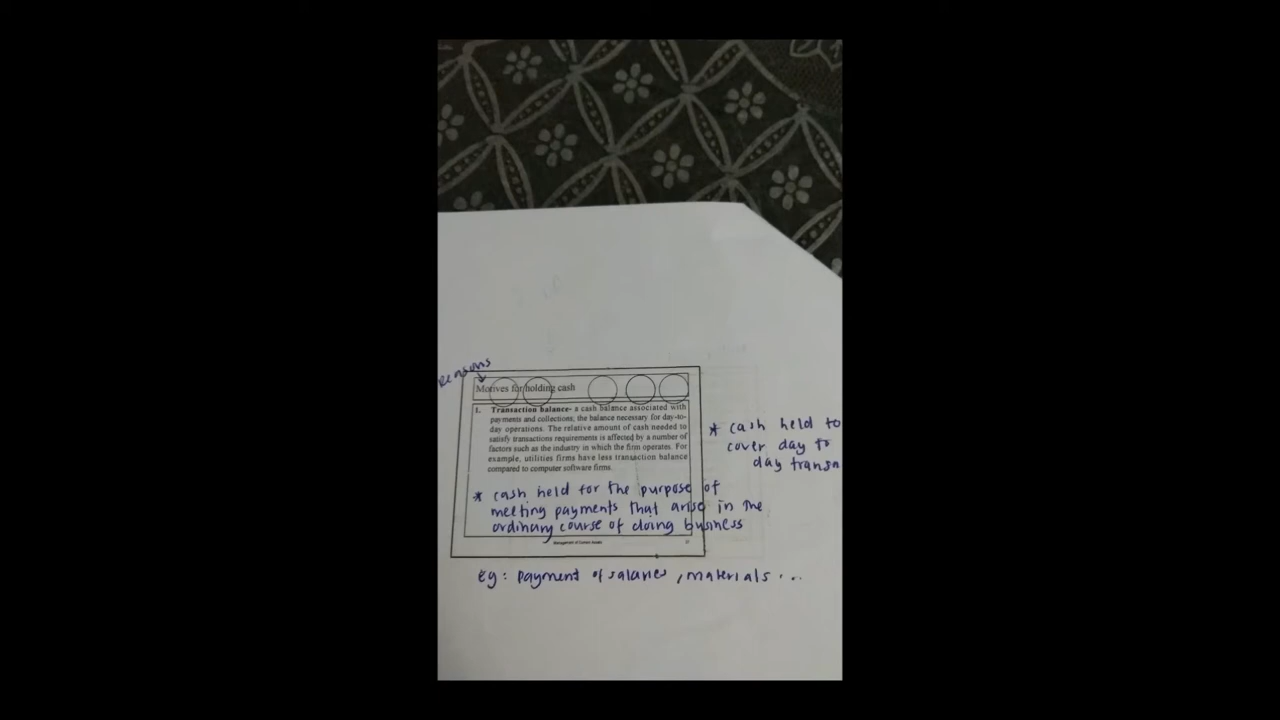 reasons
Motives for holding cash
1. Transaction balance- a cash balance associated with
payments and collections, the balance necessary for day-to-
day operations. The relative amount of cash needed to
satisfy transactions requirements is affected by a number of
factors such as the industry in which the firm operates. For
example, utilities firms have less transaction balance
compared to computer software firms.
* cash held to
cover day to
day transn
* cash held for the purpose of
meeting payments that arise in the
ordinary course of doing business
Management of Current Assets
eg: payment of salaries, materials...